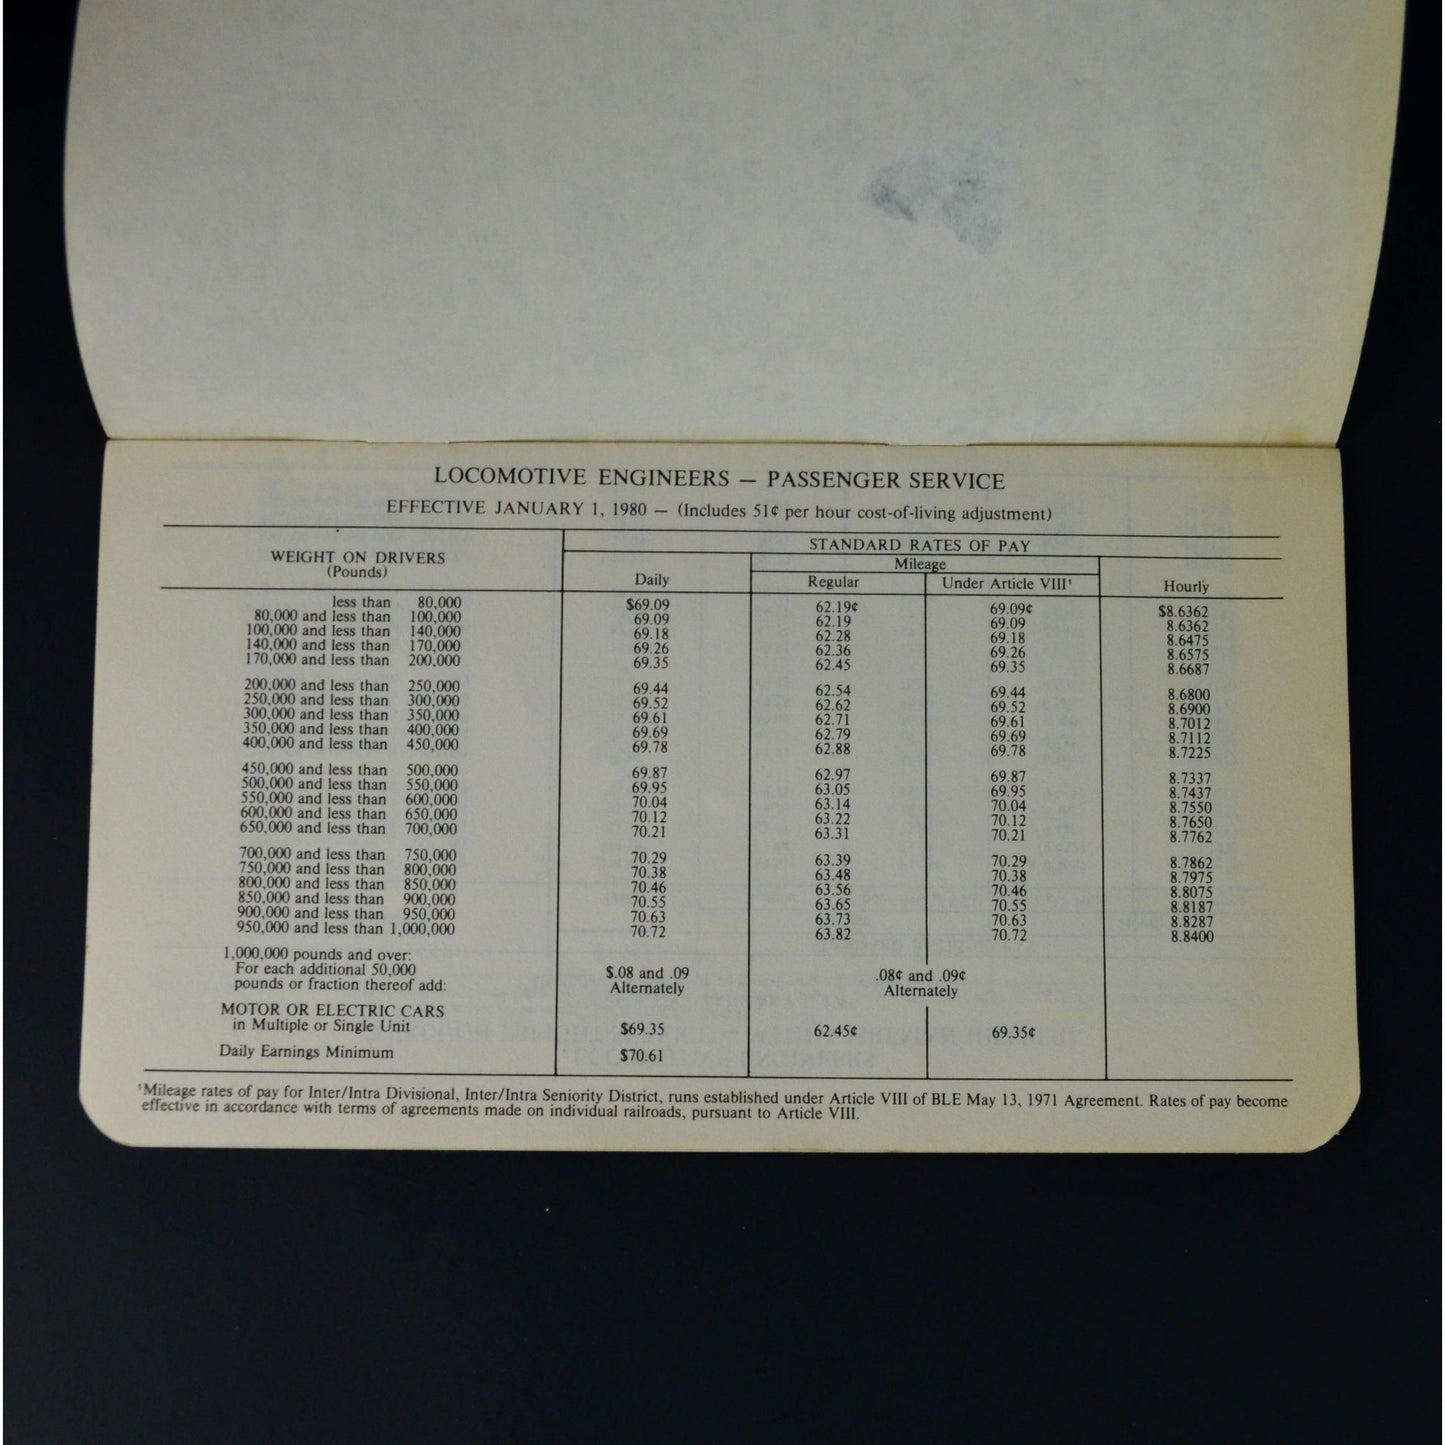 LOCOMOTIVE ENGINEERS — PASSENGER SERVICE
EFFECTIVE JANUARY 1, 1980 — (Includes 51¢ per hour cost-of-living adjustment)
STANDARD RATES OF PAY
WEIGHT ON DRIVERS
(Pounds)
Mileage
Daily Regular Under Article VIII¹ Hourly
less than 80,000 $69.09 62.19¢ 69.09¢ $8.6362
80,000 and less than 100,000 69.09 62.19 69.09 8.6362
100,000 and less than 140,000 69.18 62.28 69.18 8.6475
140,000 and less than 170,000 69.26 62.36 69.26 8.6575
170,000 and less than 200,000 69.35 62.45 69.35 8.6687
200,000 and less than 250,000 69.44 62.54 69.44 8.6800
250,000 and less than 300,000 69.52 62.62 69.52 8.6900
300,000 and less than 350,000 69.61 62.71 69.61 8.7012
350,000 and less than 400,000 69.69 62.79 69.69 8.7112
400,000 and less than 450,000 69.78 62.88 69.78 8.7225
450,000 and less than 500,000 69.87 62.97 69.87 8.7337
500,000 and less than 550,000 69.95 63.05 69.95 8.7437
550,000 and less than 600,000 70.04 63.14 70.04 8.7550
600,000 and less than 650,000 70.12 63.22 70.12 8.7650
650,000 and less than 700,000 70.21 63.31 70.21 8.7762
700,000 and less than 750,000 70.29 63.39 70.29 8.7862
750,000 and less than 800,000 70.38 63.48 70.38 8.7975
800,000 and less than 850,000 70.46 63.56 70.46 8.8075
850,000 and less than 900,000 70.55 63.65 70.55 8.8187
900,000 and less than 950,000 70.63 63.73 70.63 8.8287
950,000 and less than 1,000,000 70.72 63.82 70.72 8.8400
1,000,000 pounds and over:
For each additional 50,000 $.08 and .09 .08¢ and .09¢
pounds or fraction thereof add: Alternately Alternately
MOTOR OR ELECTRIC CARS
in Multiple or Single Unit $69.35 62.45¢ 69.35¢
Daily Earnings Minimum $70.61
¹Mileage rates of pay for Inter/Intra Divisional, Inter/Intra Seniority District, runs established under Article VIII of BLE May 13, 1971 Agreement. Rates of pay become
effective in accordance with terms of agreements made on individual railroads, pursuant to Article VIII.